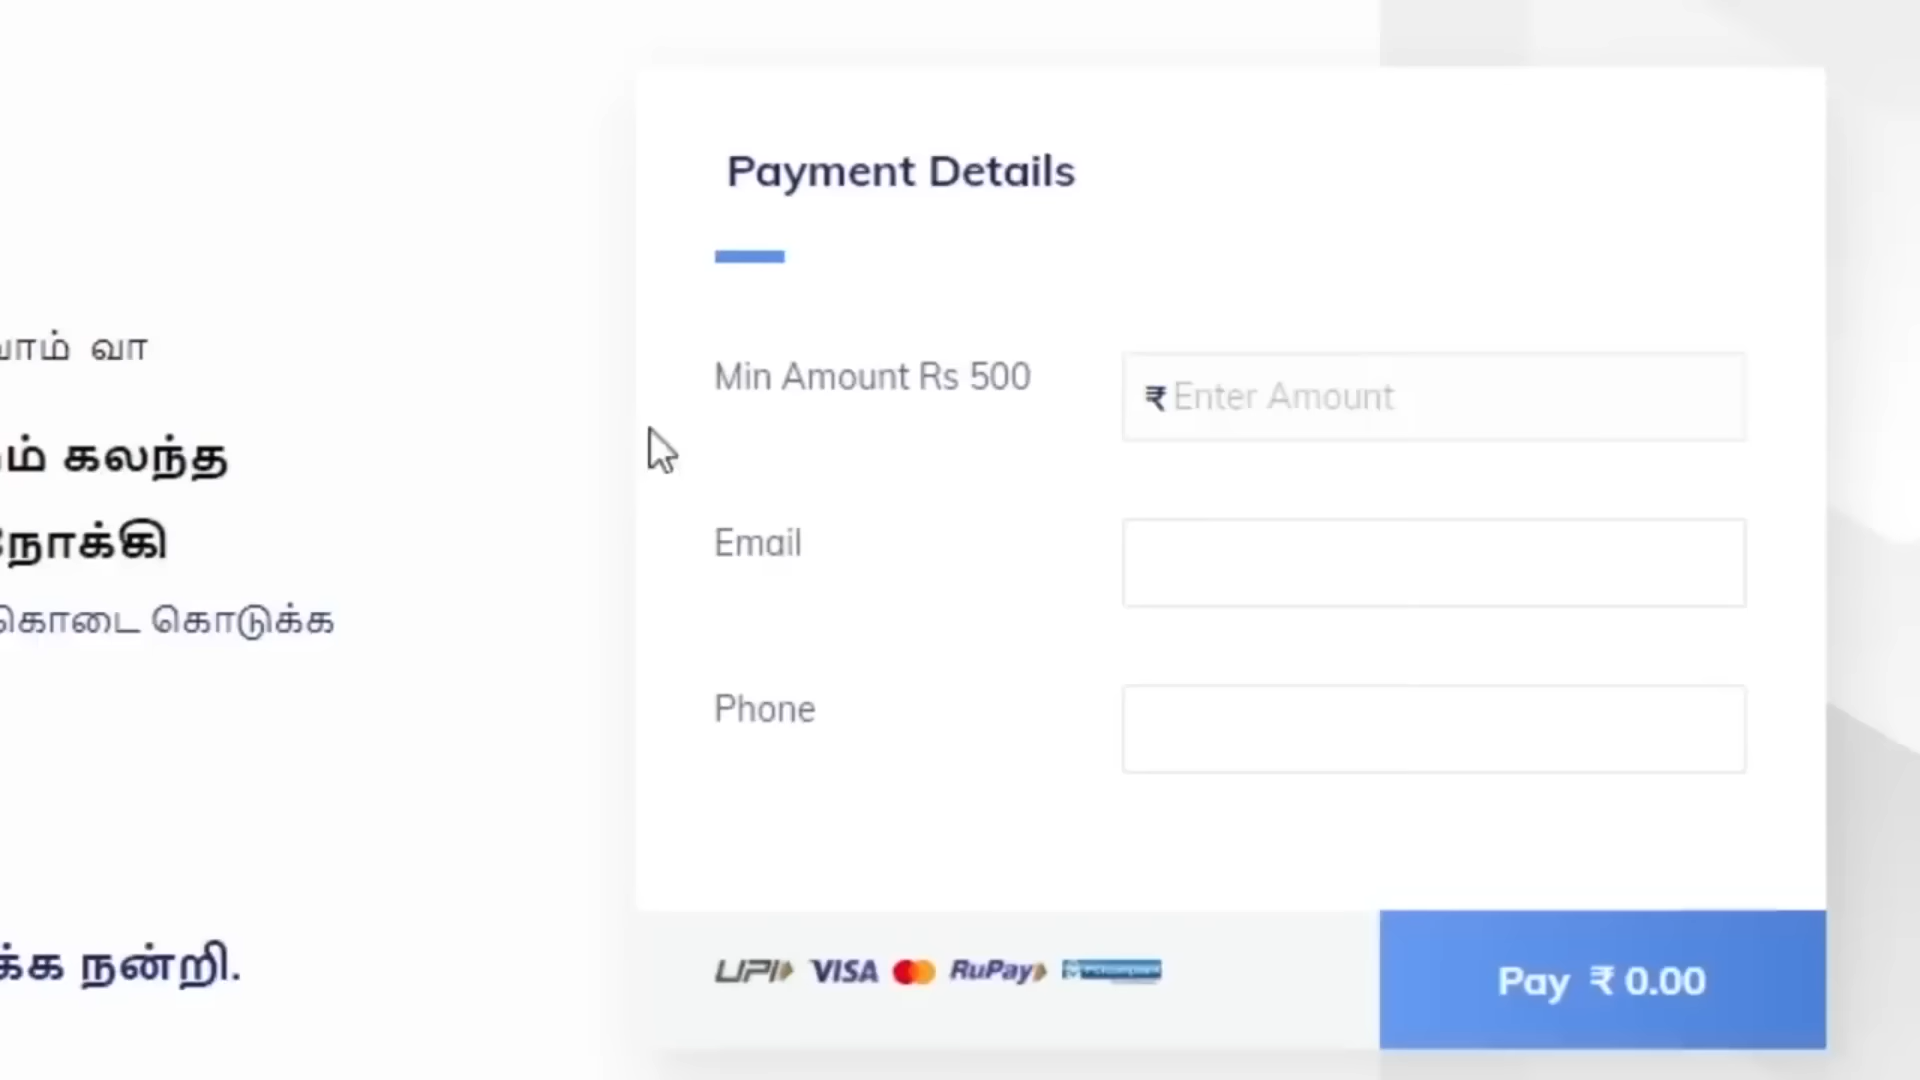 வாம் வா
கலந்த
நோக்கி
கொடை கொடுக்க
நன்றி.
Payment Details
Min Amount Rs 500
₹ Enter Amount
Email
Phone
UPI VISA RuPay
Pay ₹ 0.00